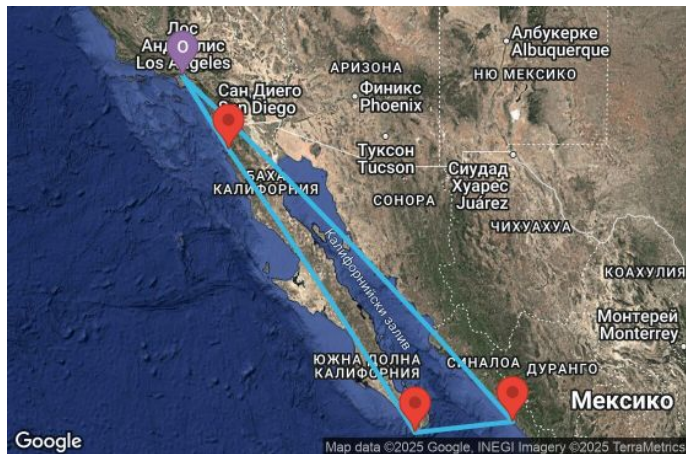 Лос
Анджелис
Los Angeles
O
Албукерке
Albuquerque
АРИЗОНА
НЮ МЕКСИКО
Сан Диего
San Diego
Финикс
Phoenix
Тусон
Tucson
Сиудад
Хуарес
Juárez
БАХА
КАЛИФОРНИЯ
СОНОРА
ЧИХУАХУА
КОАХУИЛА
Калифорнийски залив
Монтерей
Monterrey
ЮЖНА ДОЛНА
КАЛИФОРНИЯ
СИНАЛОА
ДУРАНГО
Мексико
Google
Map data ©2025 Google, INEGI Imagery ©2025 TerraMetrics